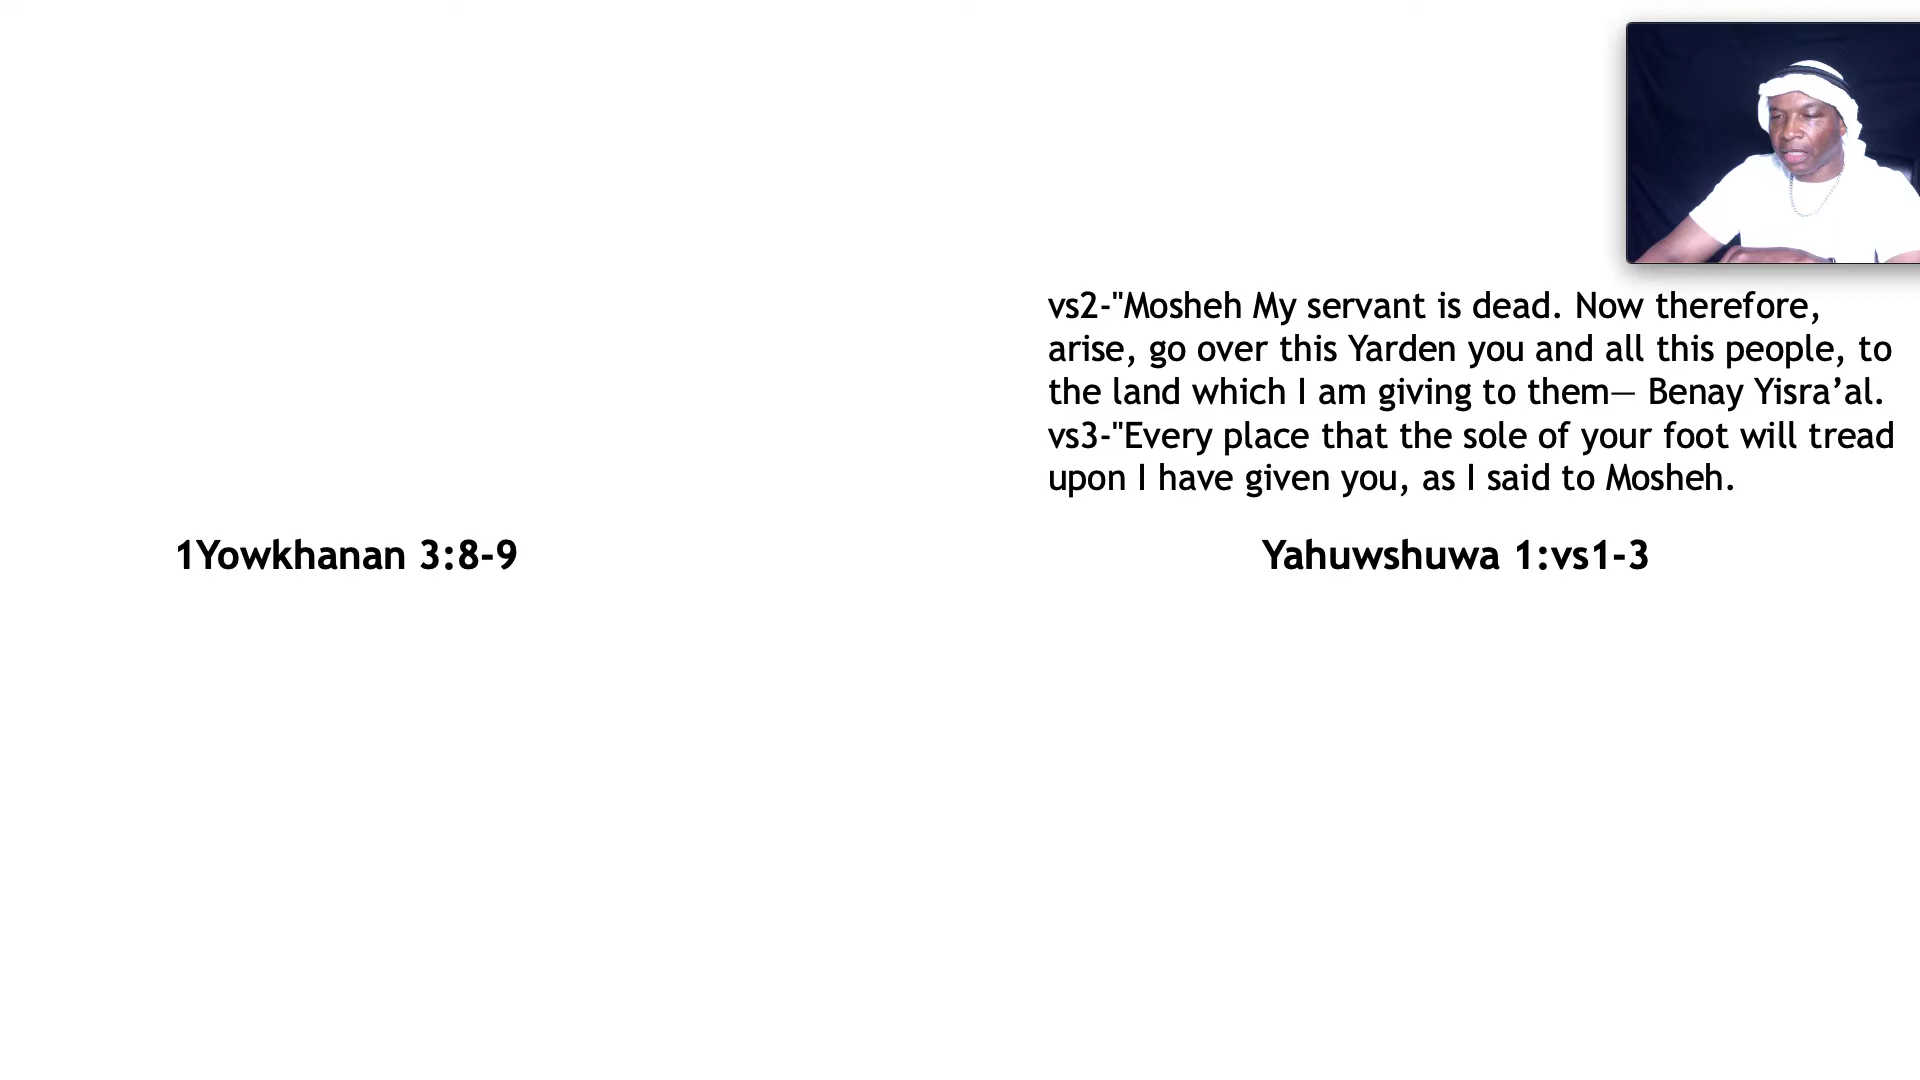 vs2-"Mosheh My servant is dead. Now therefore,
arise, go over this Yarden you and all this people, to
the land which I am giving to them— Benay Yisra’al.
vs3-"Every place that the sole of your foot will tread
upon I have given you, as I said to Mosheh.
1Yowkhanan 3:8-9
Yahuwshuwa 1:vs1-3